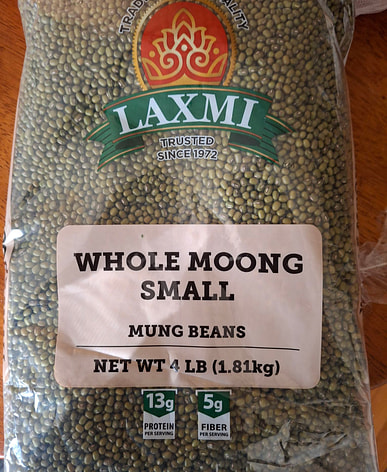 LAXMI
TRUSTED
SINCE 1972
WHOLE MOONG
SMALL
MUNG BEANS
NET WT 4 LB (1.81kg)
13g 5g
PROTEIN FIBER
PER SERVING PER SERVING